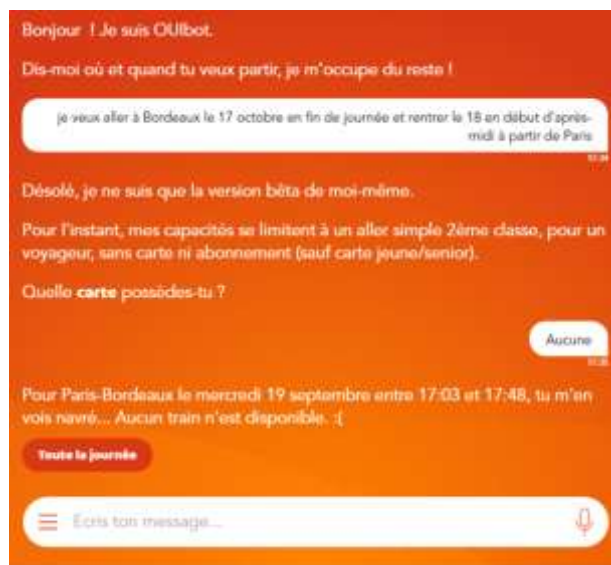 Bonjour ! Je suis OUIbot.
Dis-moi où et quand tu veux partir, je m'occupe du reste !
je veux aller à Bordeaux le 17 octobre en fin de journée et rentrer le 18 en début d'après-
midi à partir de Paris
Désolé, je ne suis que la version bêta de moi-même.
Pour l'instant, mes capacités se limitent à un aller simple 2ème classe, pour un
voyageur, sans carte ni abonnement (sauf carte jeune/senior).
Quelle carte possèdes-tu ?
Aucune
Pour Paris-Bordeaux le mercredi 19 septembre entre 17:03 et 17:48, tu m'en
vois navré... Aucun train n'est disponible. :(
Toute la journée
Ecris ton message...